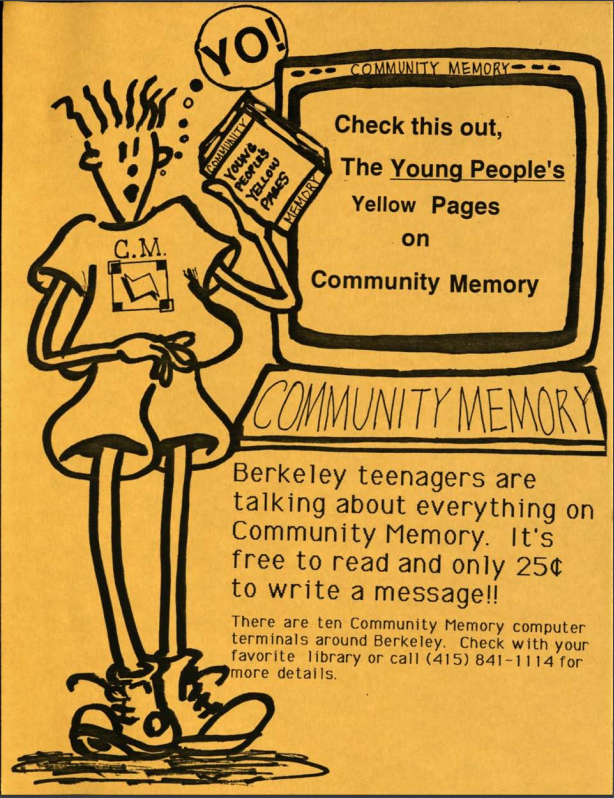 YO!
COMMUNITY MEMORY
COMMUNITY
YOUNG
PEOPLE'S
YELLOW
PAGES
MEMORY
Check this out,
The Young People's
Yellow Pages
on
Community Memory
C.M.
COMMUNITY MEMORY
Berkeley teenagers are
talking about everything on
Community Memory. It's
free to read and only 25¢
to write a message!!
There are ten Community Memory computer
terminals around Berkeley. Check with your
favorite library or call (415) 841-1114 for
more details.